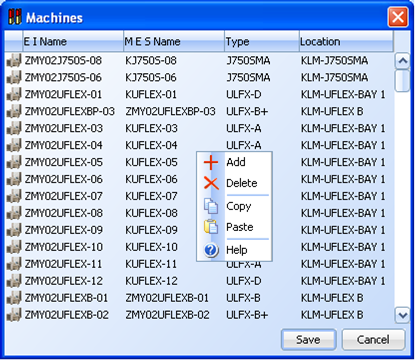 Machines
E I Name M E S Name Type Location
ZMY02J750S-08 KJ750S-08 J750SMA KLM-J750SMA
ZMY02J750S-06 KJ750S-06 J750SMA KLM-J750SMA
ZMY02UFLEX-01 KUFLEX-01 ULFX-D KLM-UFLEX-BAY 1
ZMY02UFLEXBP-03 ZMY02UFLEXBP-03 ULFX-B+ KLM-UFLEX B
ZMY02UFLEX-03 KUFLEX-03 ULFX-A KLM-UFLEX-BAY 1
ZMY02UFLEX-04 KUFLEX-04 ULFX-A KLM-UFLEX-BAY 1
ZMY02UFLEX-05 KUFLEX-05 KLM-UFLEX-BAY 1
ZMY02UFLEX-06 KUFLEX-06 KLM-UFLEX-BAY 1
ZMY02UFLEX-07 KUFLEX-07 KLM-UFLEX-BAY 1
ZMY02UFLEX-08 KUFLEX-08 KLM-UFLEX-BAY 1
ZMY02UFLEX-09 KUFLEX-09 KLM-UFLEX-BAY 1
ZMY02UFLEX-10 KUFLEX-10 KLM-UFLEX-BAY 1
ZMY02UFLEX-11 KUFLEX-11 ULFX-A KLM-UFLEX-BAY 1
ZMY02UFLEX-12 KUFLEX-12 ULFX-D KLM-UFLEX-BAY 1
ZMY02UFLEXB-01 ZMY02UFLEXB-01 ULFX-B KLM-UFLEX B
ZMY02UFLEXB-02 ZMY02UFLEXB-02 ULFX-B+ KLM-UFLEX B
Add
Delete
Copy
Paste
Help
Save Cancel